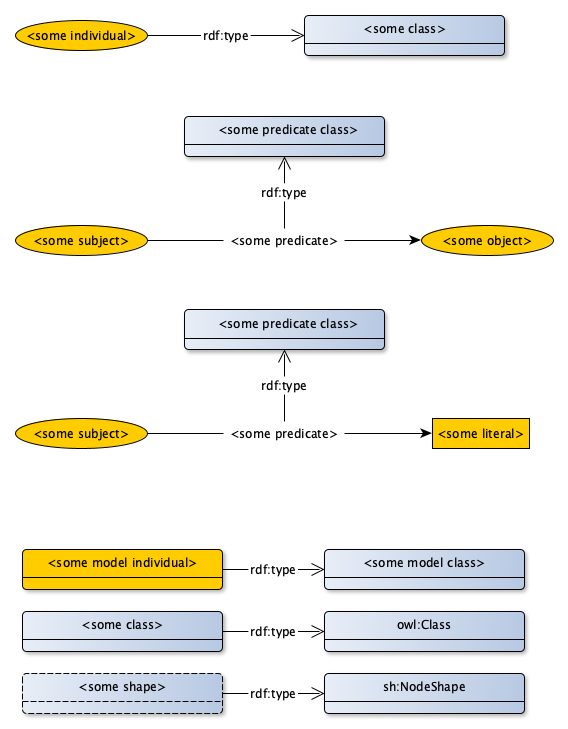 <some individual> rdf:type <some class>
<some predicate class>
rdf:type
<some subject> <some predicate> <some object>
<some predicate class>
rdf:type
<some subject> <some predicate> <some literal>
<some model individual> rdf:type <some model class>
<some class> rdf:type owl:Class
<some shape> rdf:type sh:NodeShape